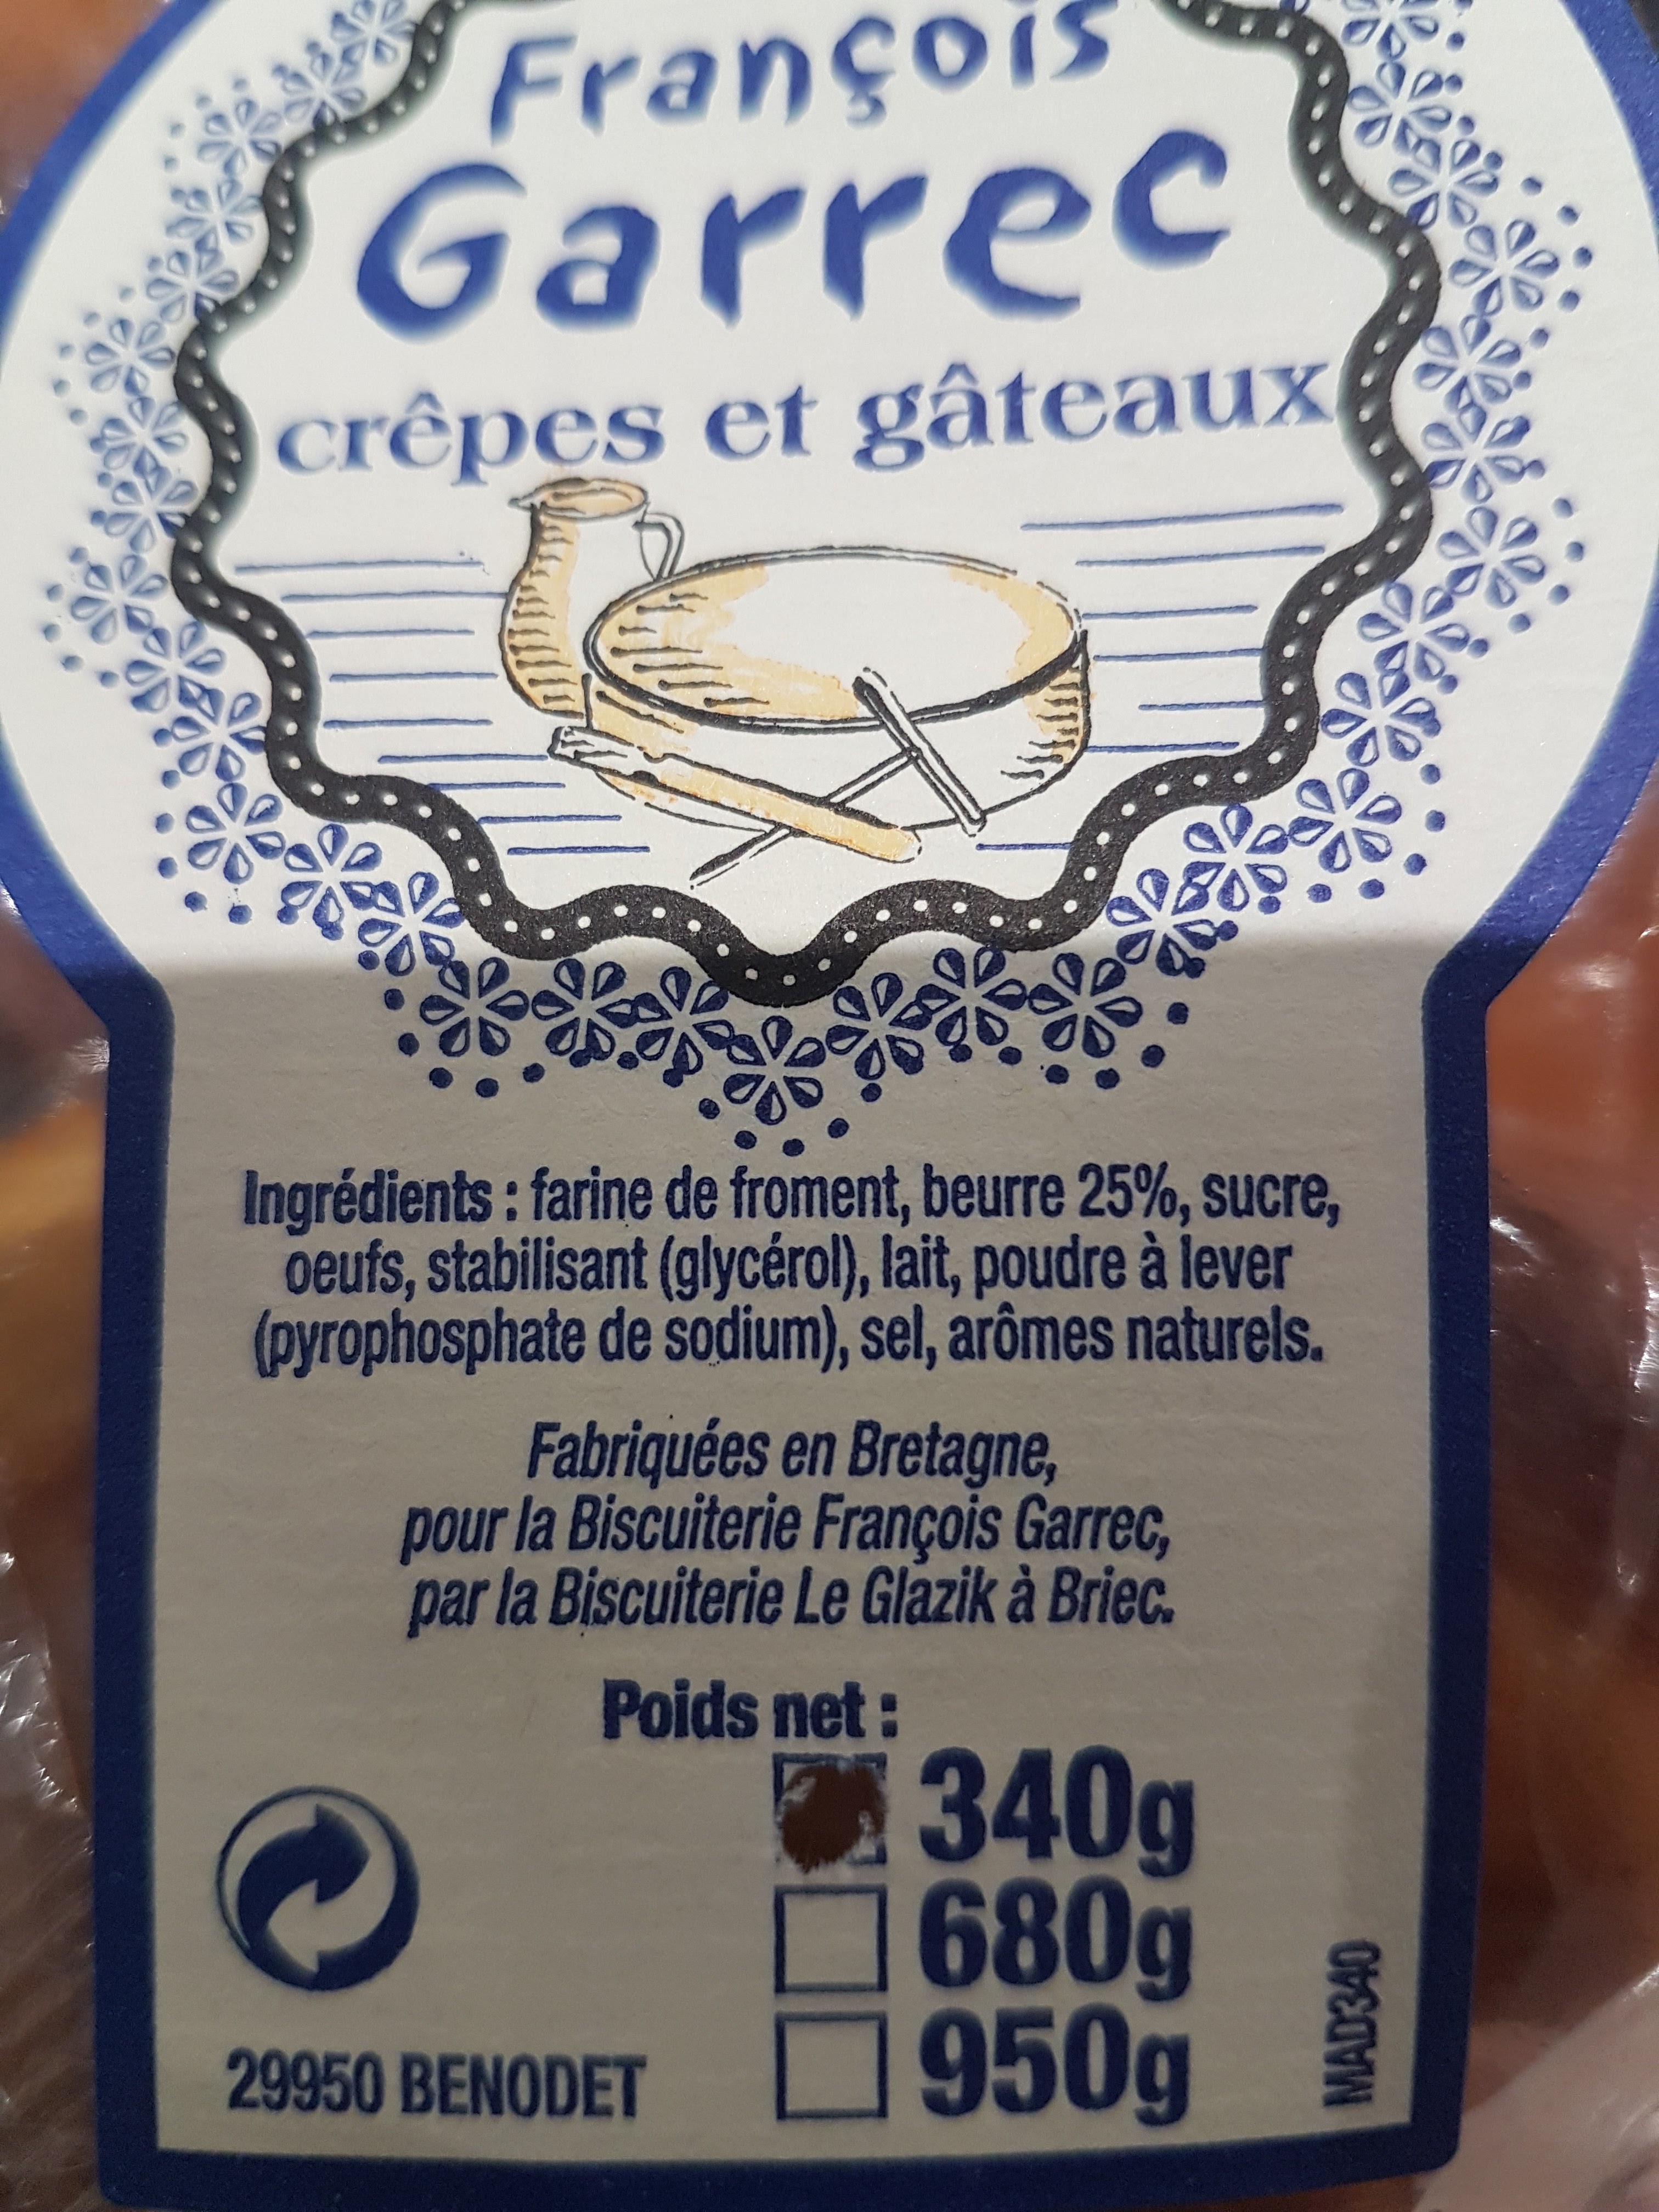 François
Garrec
crêpes et gâteaux
Ingrédients : farine de froment, beurre 25%, sucre,
oeufs, stabilisant (glycérol), lait, poudre à lever
(pyrophosphate de sodium), sel, arômes naturels.
Fabriquées en Bretagne,
pour la Biscuiterie François Garrec,
par la Biscuiterie Le Glazik à Briec.
Poids net :
340g
680g
950g
29950 BENODET
MAD340